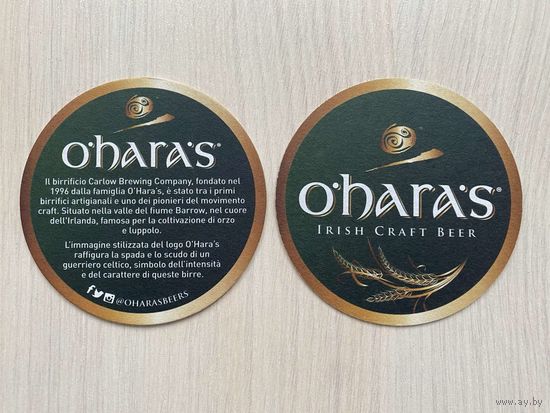 O'HARA'S®
Il birrificio Carlow Brewing Company, fondato nel
1996 dalla famiglia O'Hara's, è stato tra i primi
birrifici artigianali e uno dei pionieri del movimento
craft. Situato nella valle del fiume Barrow, nel cuore
dell'Irlanda, famosa per la coltivazione di orzo
e luppolo.
L'immagine stilizzata del logo O'Hara's
raffigura la spada e lo scudo di un
guerriero celtico, simbolo dell'intensità
e del carattere di queste birre.
@OHARASBEERS
O'HARA'S®
IRISH CRAFT BEER
www.ay.by